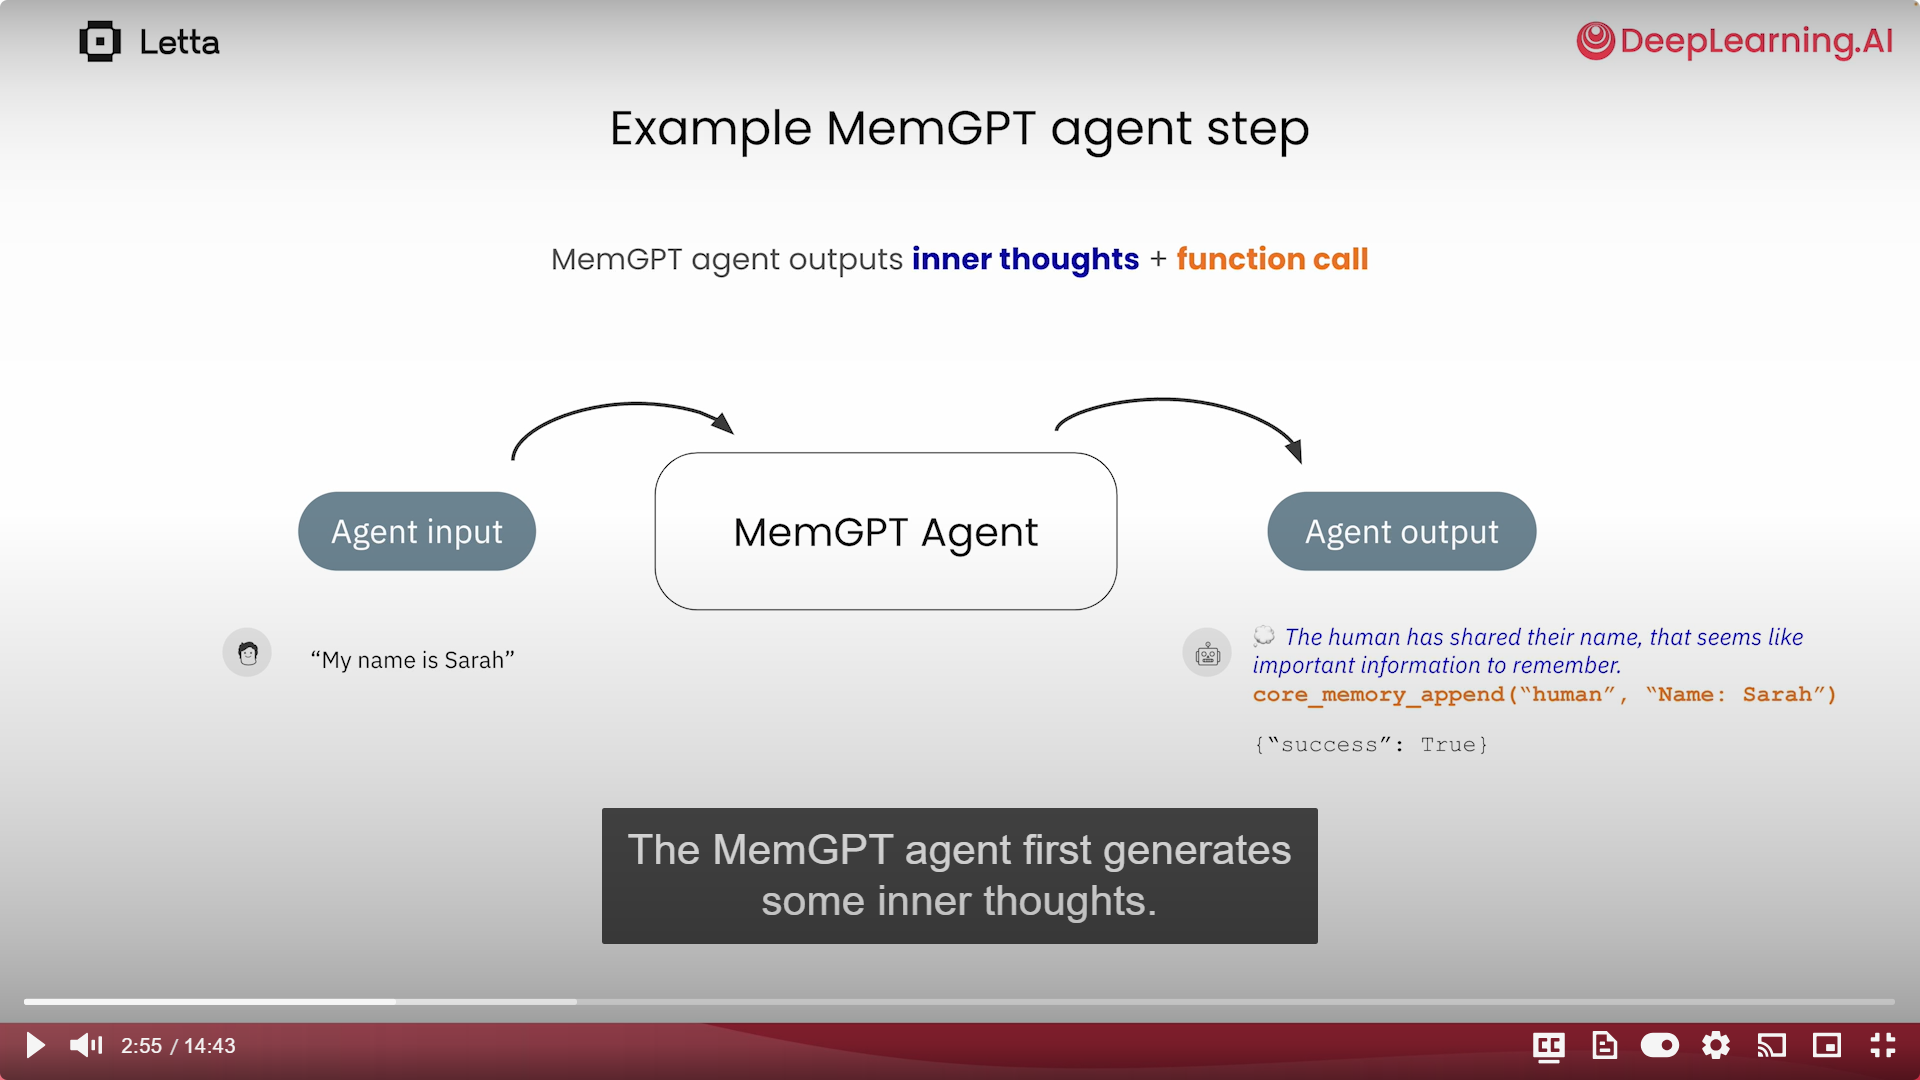 Letta
DeepLearning.AI
Example MemGPT agent step
MemGPT agent outputs inner thoughts + function call
Agent input
MemGPT Agent
Agent output
“My name is Sarah”
The human has shared their name, that seems like
important information to remember.
core_memory_append(“human”, “Name: Sarah”)
{“success”: True}
The MemGPT agent first generates
some inner thoughts.
2:55 / 14:43
CC